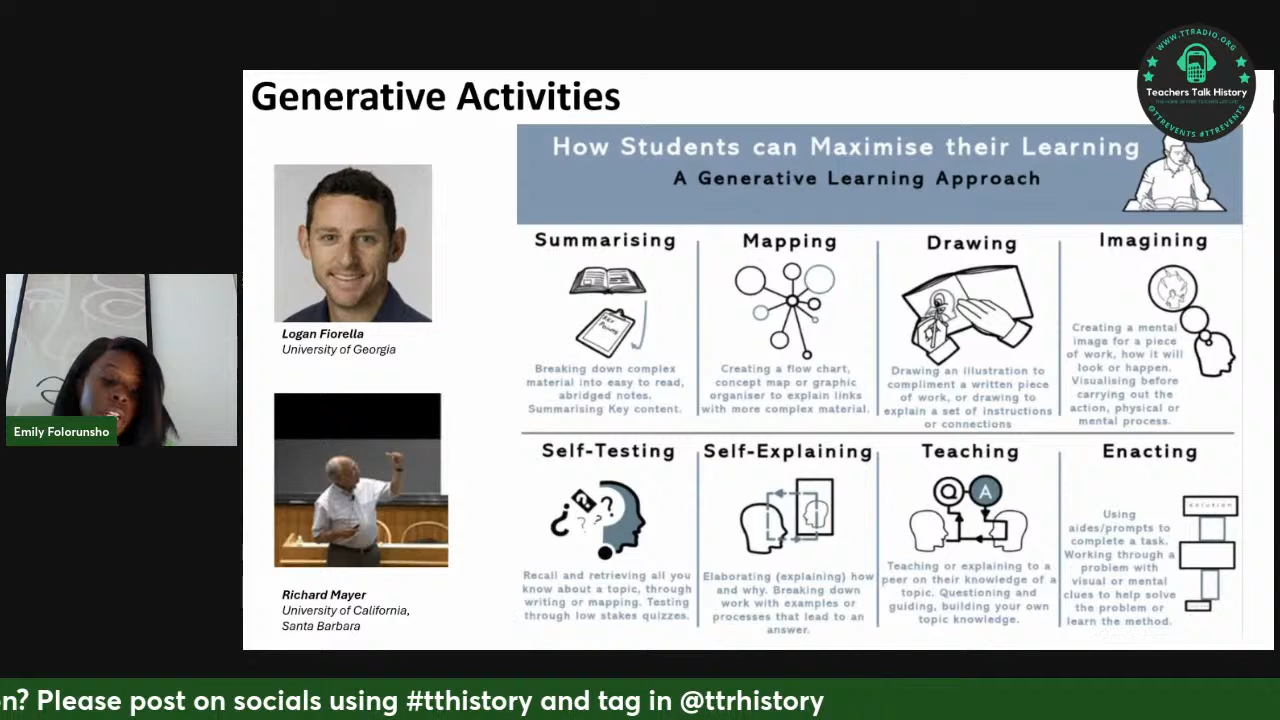 Generative Activities
WWW.TTRADIO.ORG
Teachers Talk History
@TTREVENTS #TTREVENTS
How Students can Maximise their Learning
A Generative Learning Approach
Logan Fiorella
University of Georgia
Richard Mayer
University of California,
Santa Barbara
Emily Folorunsho
Summarising
KEY
POINTS
Breaking down complex
material into easy to read,
abridged notes.
Summarising Key content.
Mapping
Creating a flow chart,
concept map or graphic
organiser to explain links
with more complex material.
Drawing
Drawing an illustration to
compliment a written piece
of work, or drawing to
explain a set of instructions
or connections
Imagining
Creating a mental
image for a piece
of work, how it will
look or happen.
Visualising before
carrying out the
action, physical or
mental process.
Self-Testing
? ? ? ?
Recall and retrieving all you
know about a topic, through
writing or mapping. Testing
through low stakes quizzes.
Self-Explaining
Elaborating (explaining) how
and why. Breaking down
work with examples or
processes that lead to an
answer.
Teaching
Q A
Teaching or explaining to a
peer on their knowledge of a
topic. Questioning and
guiding, building your own
topic knowledge.
Enacting
solution
Using
aides/prompts to
complete a task.
Working through a
problem with
visual or mental
clues to help solve
the problem or
learn the method.
n? Please post on socials using #tthistory and tag in @ttrhistory